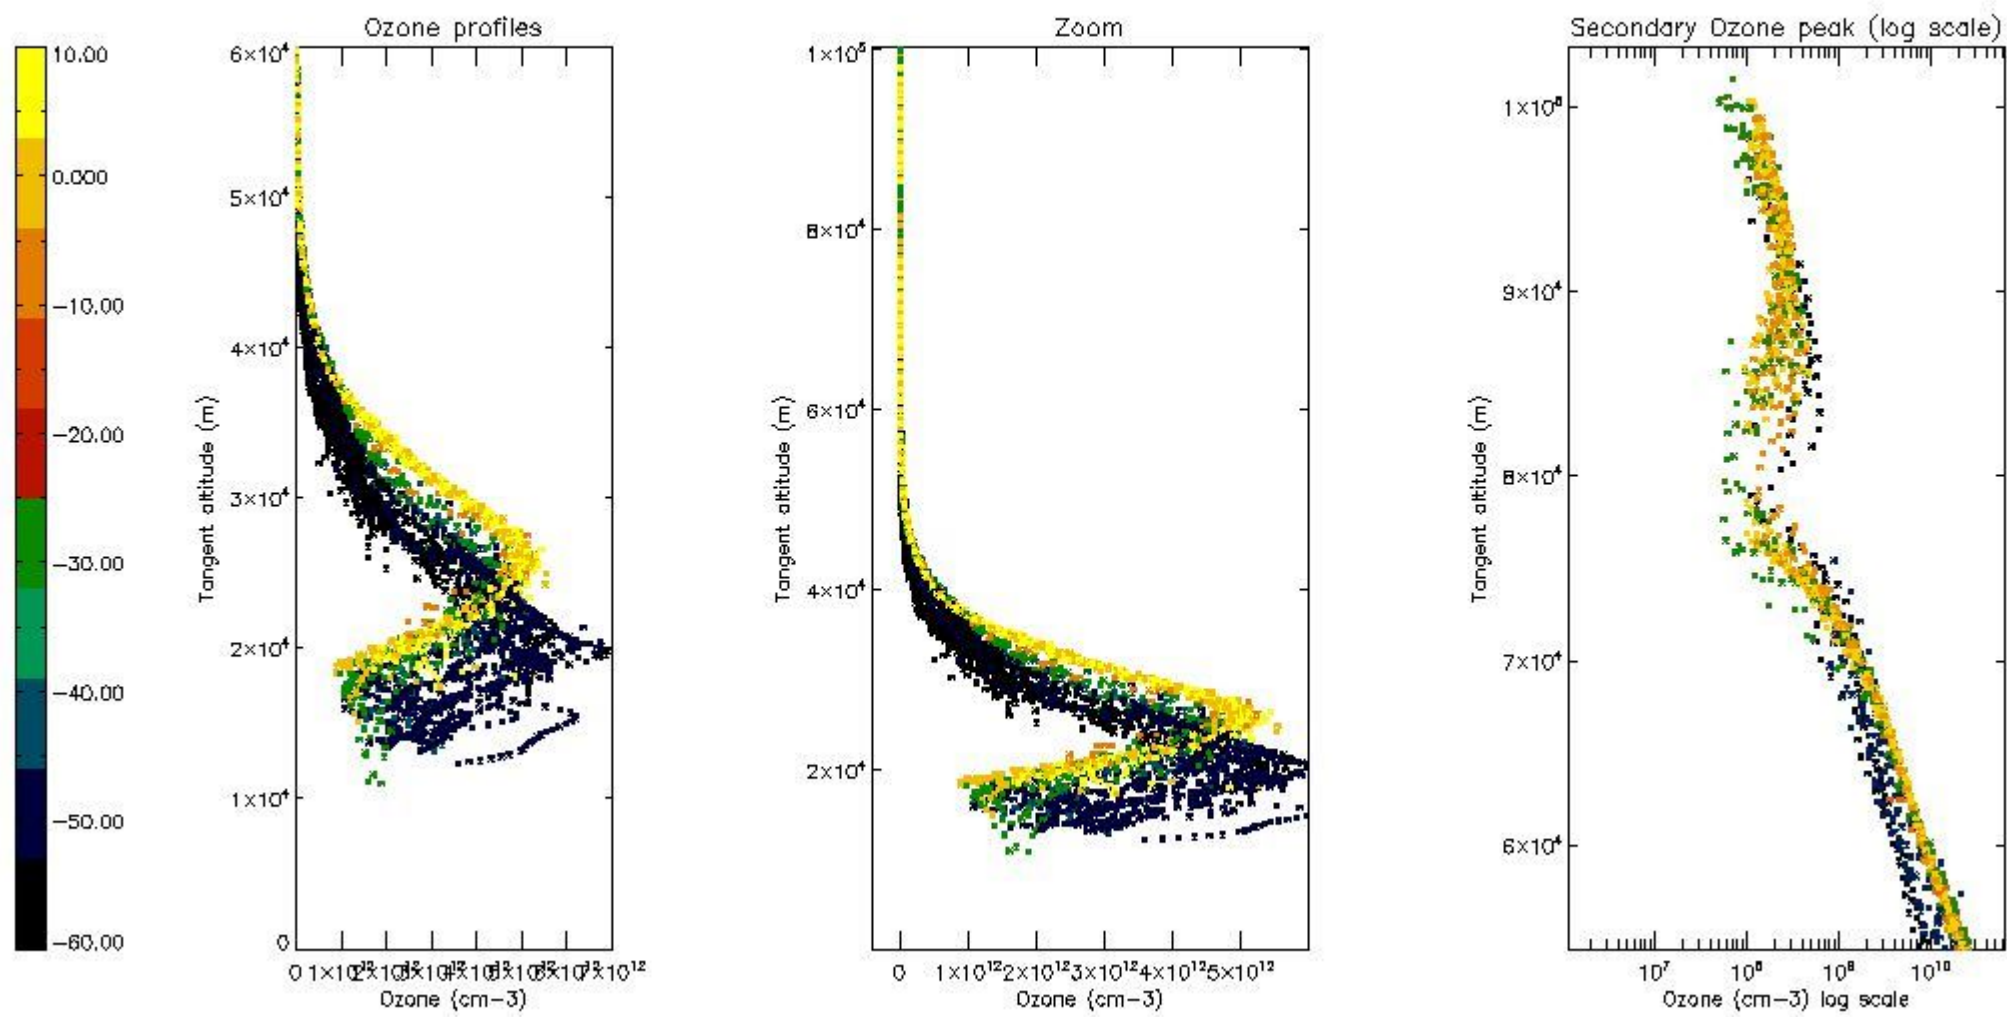 Ozone profiles
Zoom
Secondary Ozone peak (log scale)
10.00
0.000
−10.00
−20.00
−30.00
−40.00
−50.00
−60.00
6×10⁴
5×10⁴
4×10⁴
3×10⁴
2×10⁴
1×10⁴
0
Tangent altitude (m)
0
7×10¹²
Ozone (cm−3)
1×10⁵
8×10⁴
6×10⁴
4×10⁴
2×10⁴
Tangent altitude (m)
0 1×10¹² 2×10¹² 3×10¹² 4×10¹² 5×10¹²
Ozone (cm−3)
1×10⁵
9×10⁴
8×10⁴
7×10⁴
6×10⁴
Tangent altitude (m)
10⁷ 10⁸ 10⁹ 10¹⁰
Ozone (cm−3) log scale